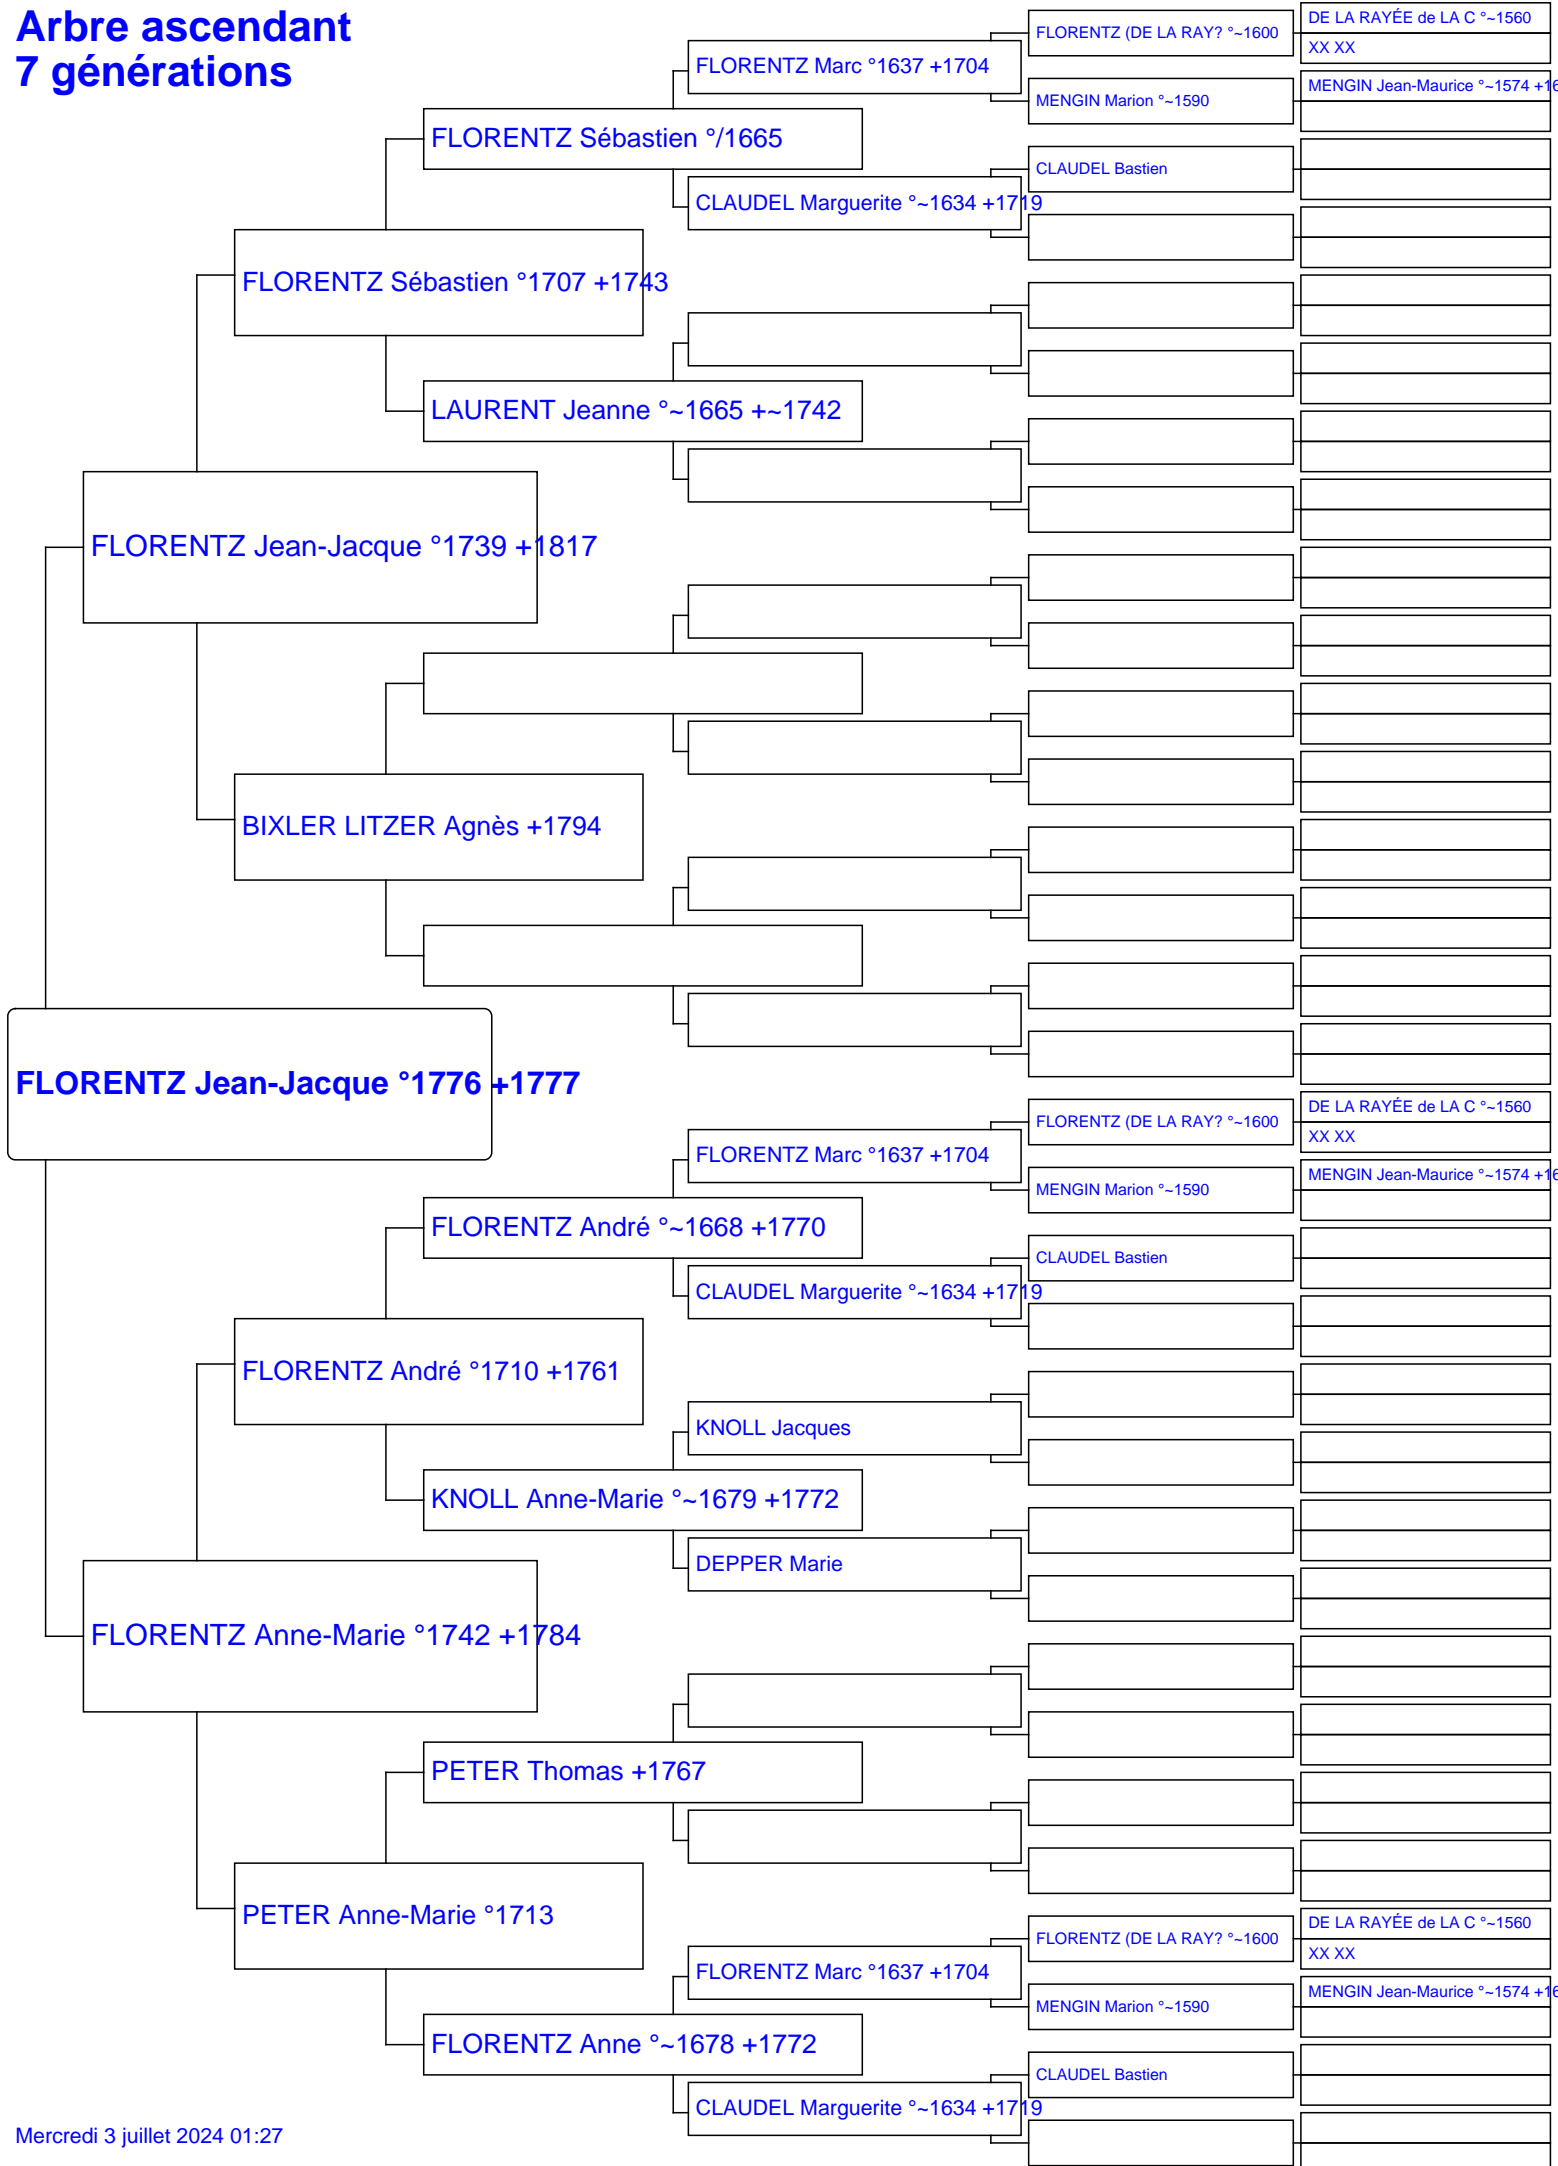 Arbre ascendant
7 générations
FLORENTZ (DE LA RAY? °~1600
DE LA RAYÉE de LA C °~1560
XX XX
FLORENTZ Marc °1637 +1704
MENGIN Marion °~1590
MENGIN Jean-Maurice °~1574 +16
FLORENTZ Sébastien °/1665
CLAUDEL Bastien
CLAUDEL Marguerite °~1634 +1719
FLORENTZ Sébastien °1707 +1743
LAURENT Jeanne °~1665 +~1742
FLORENTZ Jean-Jacque °1739 +1817
BIXLER LITZER Agnès +1794
FLORENTZ Jean-Jacque °1776 +1777
FLORENTZ (DE LA RAY? °~1600
DE LA RAYÉE de LA C °~1560
XX XX
FLORENTZ Marc °1637 +1704
MENGIN Marion °~1590
MENGIN Jean-Maurice °~1574 +16
FLORENTZ André °~1668 +1770
CLAUDEL Bastien
CLAUDEL Marguerite °~1634 +1719
FLORENTZ André °1710 +1761
KNOLL Jacques
KNOLL Anne-Marie °~1679 +1772
DEPPER Marie
FLORENTZ Anne-Marie °1742 +1784
PETER Thomas +1767
PETER Anne-Marie °1713
FLORENTZ (DE LA RAY? °~1600
DE LA RAYÉE de LA C °~1560
XX XX
FLORENTZ Marc °1637 +1704
MENGIN Marion °~1590
MENGIN Jean-Maurice °~1574 +16
FLORENTZ Anne °~1678 +1772
CLAUDEL Bastien
CLAUDEL Marguerite °~1634 +1719
Mercredi 3 juillet 2024 01:27